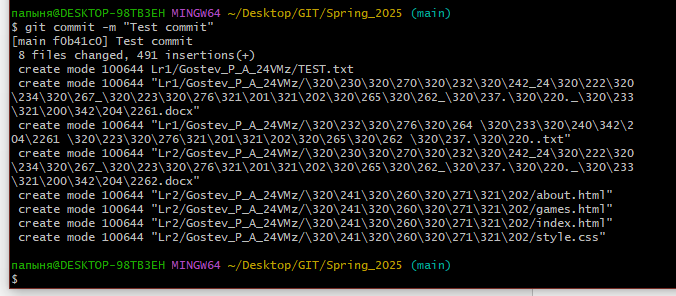 папыня@DESKTOP-98TB3EH MINGW64 ~/Desktop/GIT/Spring_2025 (main)
$ git commit -m "Test commit"
[main f0b41c0] Test commit
 8 files changed, 491 insertions(+)
 create mode 100644 Lr1/Gostev_P_A_24VMz/TEST.txt
 create mode 100644 "Lr1/Gostev_P_A_24VMz/\320\230\320\270\320\232\320\242_24\320\222\320
\234\320\267_\320\223\320\276\321\201\321\202\320\265\320\262_\320\237.\320\220._\320\233
\321\200\342\204\2261.docx"
 create mode 100644 "Lr1/Gostev_P_A_24VMz/\320\232\320\276\320\264 \320\233\320\240\342\2
04\2261 \320\223\320\276\321\201\321\202\320\265\320\262 \320\237.\320\220..txt"
 create mode 100644 "Lr2/Gostev_P_A_24VMz/\320\230\320\270\320\232\320\242_24\320\222\320
\234\320\267_\320\223\320\276\321\201\321\202\320\265\320\262_\320\237.\320\220._\320\233
\321\200\342\204\2262.docx"
 create mode 100644 "Lr2/Gostev_P_A_24VMz/\320\241\320\260\320\271\321\202/about.html"
 create mode 100644 "Lr2/Gostev_P_A_24VMz/\320\241\320\260\320\271\321\202/games.html"
 create mode 100644 "Lr2/Gostev_P_A_24VMz/\320\241\320\260\320\271\321\202/index.html"
 create mode 100644 "Lr2/Gostev_P_A_24VMz/\320\241\320\260\320\271\321\202/style.css"
папыня@DESKTOP-98TB3EH MINGW64 ~/Desktop/GIT/Spring_2025 (main)
$